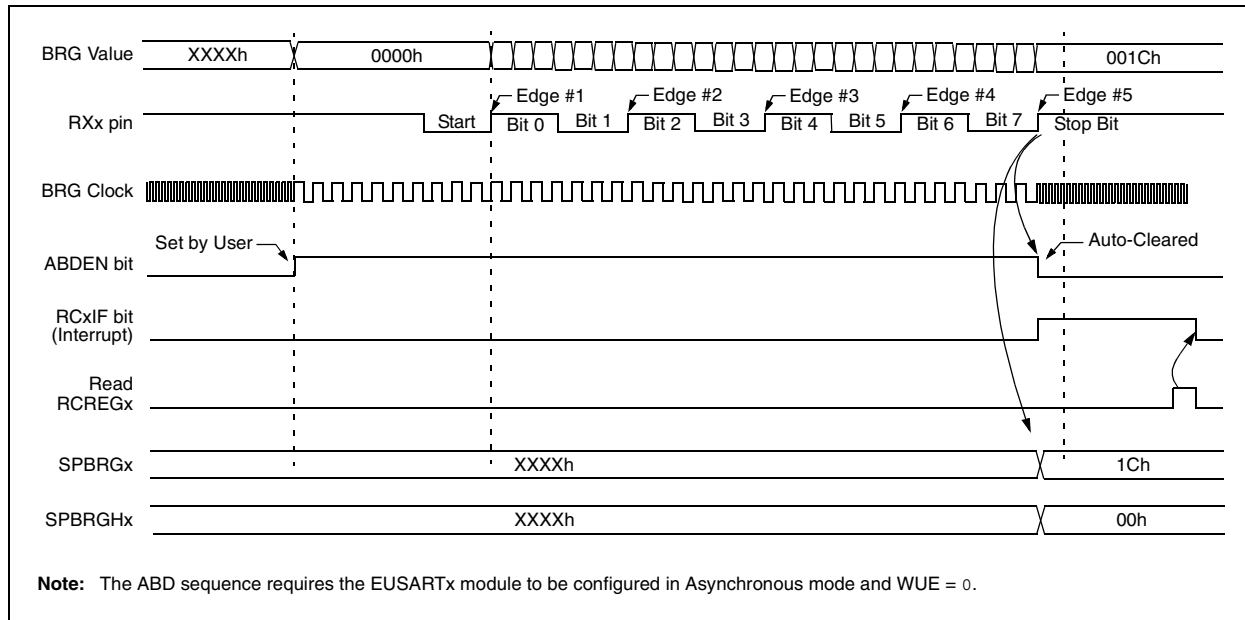 BRG Value
XXXXh
0000h
001Ch
RXx pin
Start
Edge #1
Bit 0
Bit 1
Edge #2
Bit 2
Bit 3
Edge #3
Bit 4
Bit 5
Edge #4
Bit 6
Bit 7
Edge #5
Stop Bit
BRG Clock
Set by User
Auto-Cleared
ABDEN bit
RCxIF bit
(Interrupt)
Read
RCREGx
SPBRGx
XXXXh
1Ch
SPBRGHx
XXXXh
00h
Note: The ABD sequence requires the EUSARTx module to be configured in Asynchronous mode and WUE = 0.